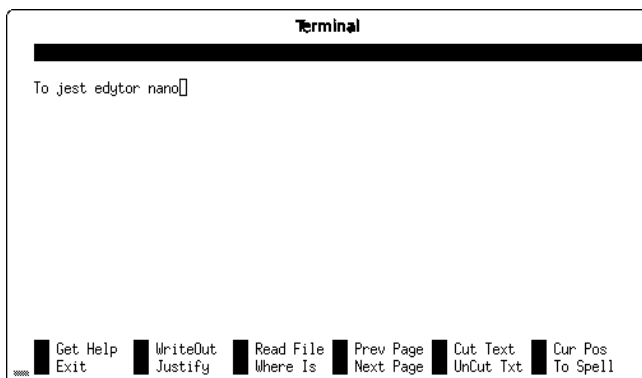 Terminal
To jest edytor nano
Get Help WriteOut Read File Prev Page Cut Text Cur Pos
Exit Justify Where Is Next Page UnCut Txt To Spell